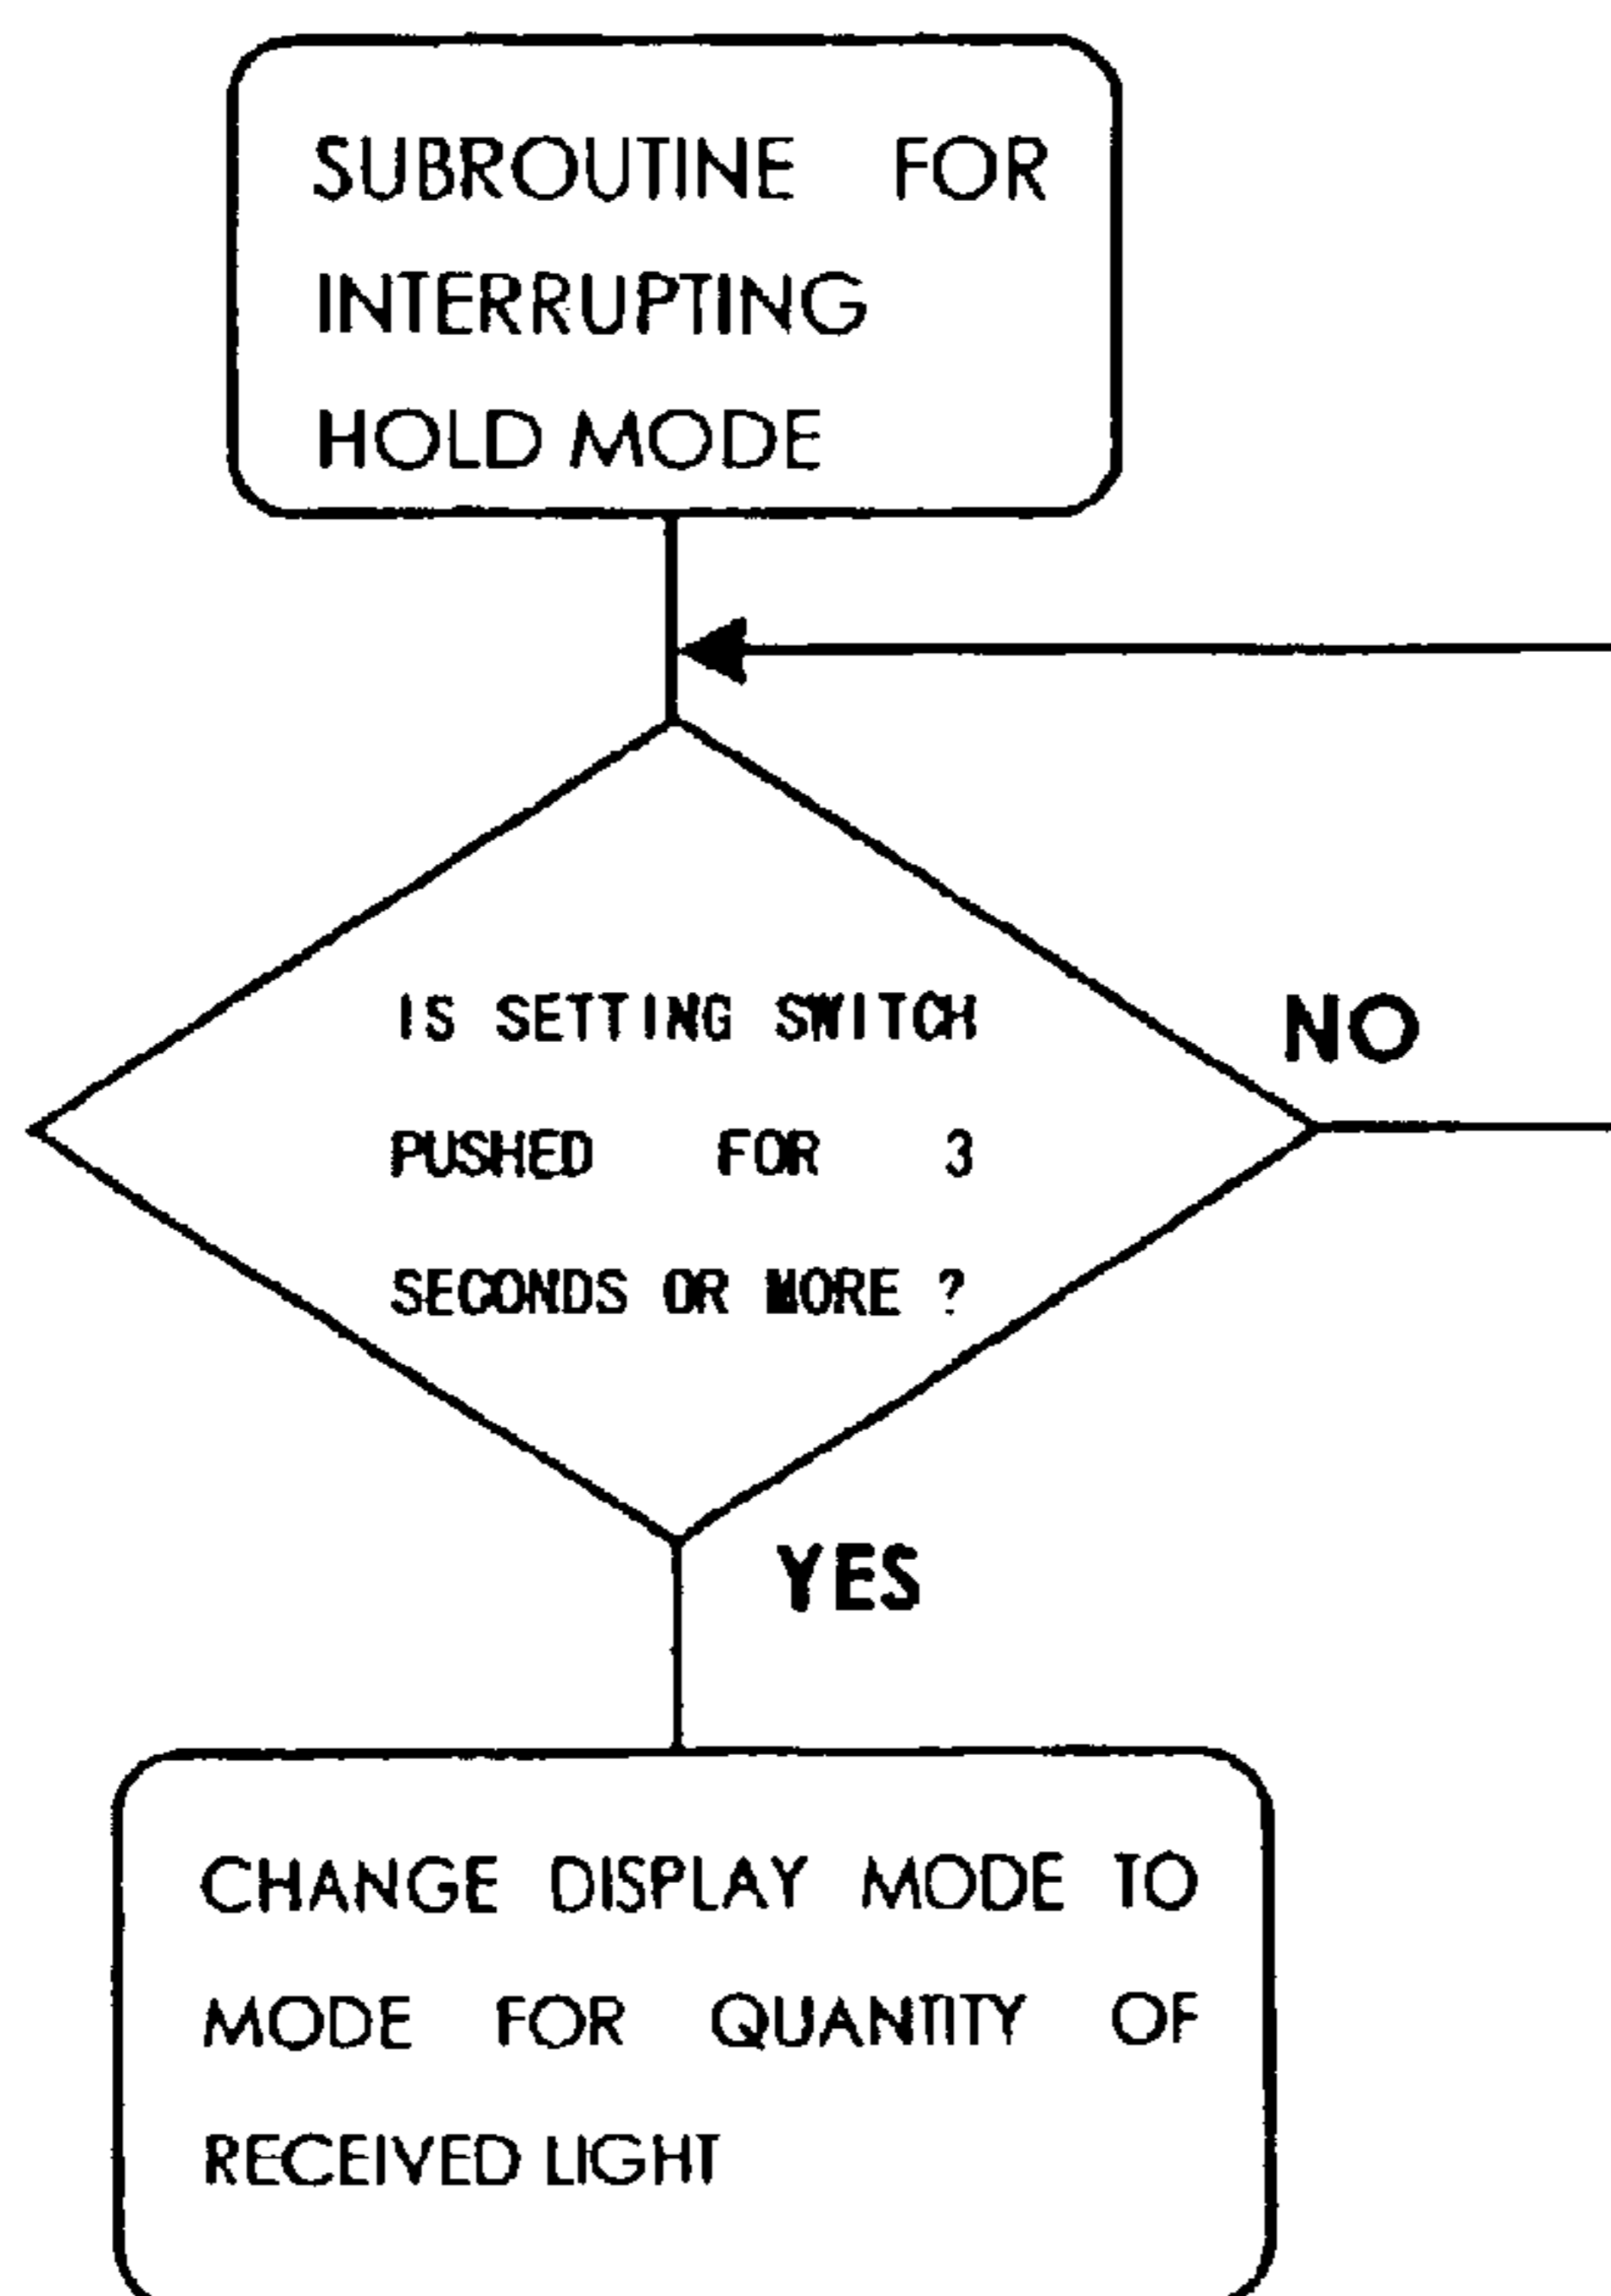 SUBROUTINE FOR
INTERRUPTING
HOLD MODE
IS SETTING SWITCH
PUSHED FOR 3
SECONDS OR MORE ?
NO
YES
CHANGE DISPLAY MODE TO
MODE FOR QUANTITY OF
RECEIVED LIGHT